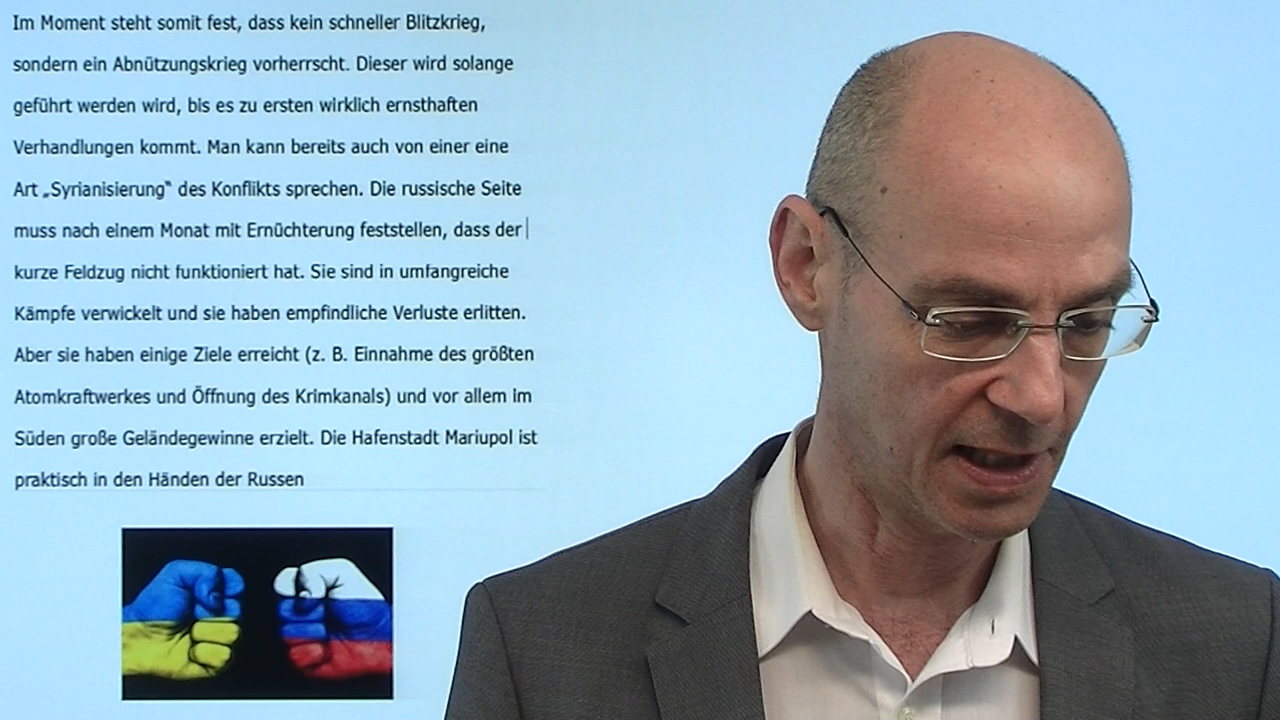 Im Moment steht somit fest, dass kein schneller Blitzkrieg,
sondern ein Abnützungskrieg vorherrscht. Dieser wird solange
geführt werden wird, bis es zu ersten wirklich ernsthaften
Verhandlungen kommt. Man kann bereits auch von einer eine
Art „Syrianisierung“ des Konflikts sprechen. Die russische Seite
muss nach einem Monat mit Ernüchterung feststellen, dass der
kurze Feldzug nicht funktioniert hat. Sie sind in umfangreiche
Kämpfe verwickelt und sie haben empfindliche Verluste erlitten.
Aber sie haben einige Ziele erreicht (z. B. Einnahme des größten
Atomkraftwerkes und Öffnung des Krimkanals) und vor allem im
Süden große Geländegewinne erzielt. Die Hafenstadt Mariupol ist
praktisch in den Händen der Russen